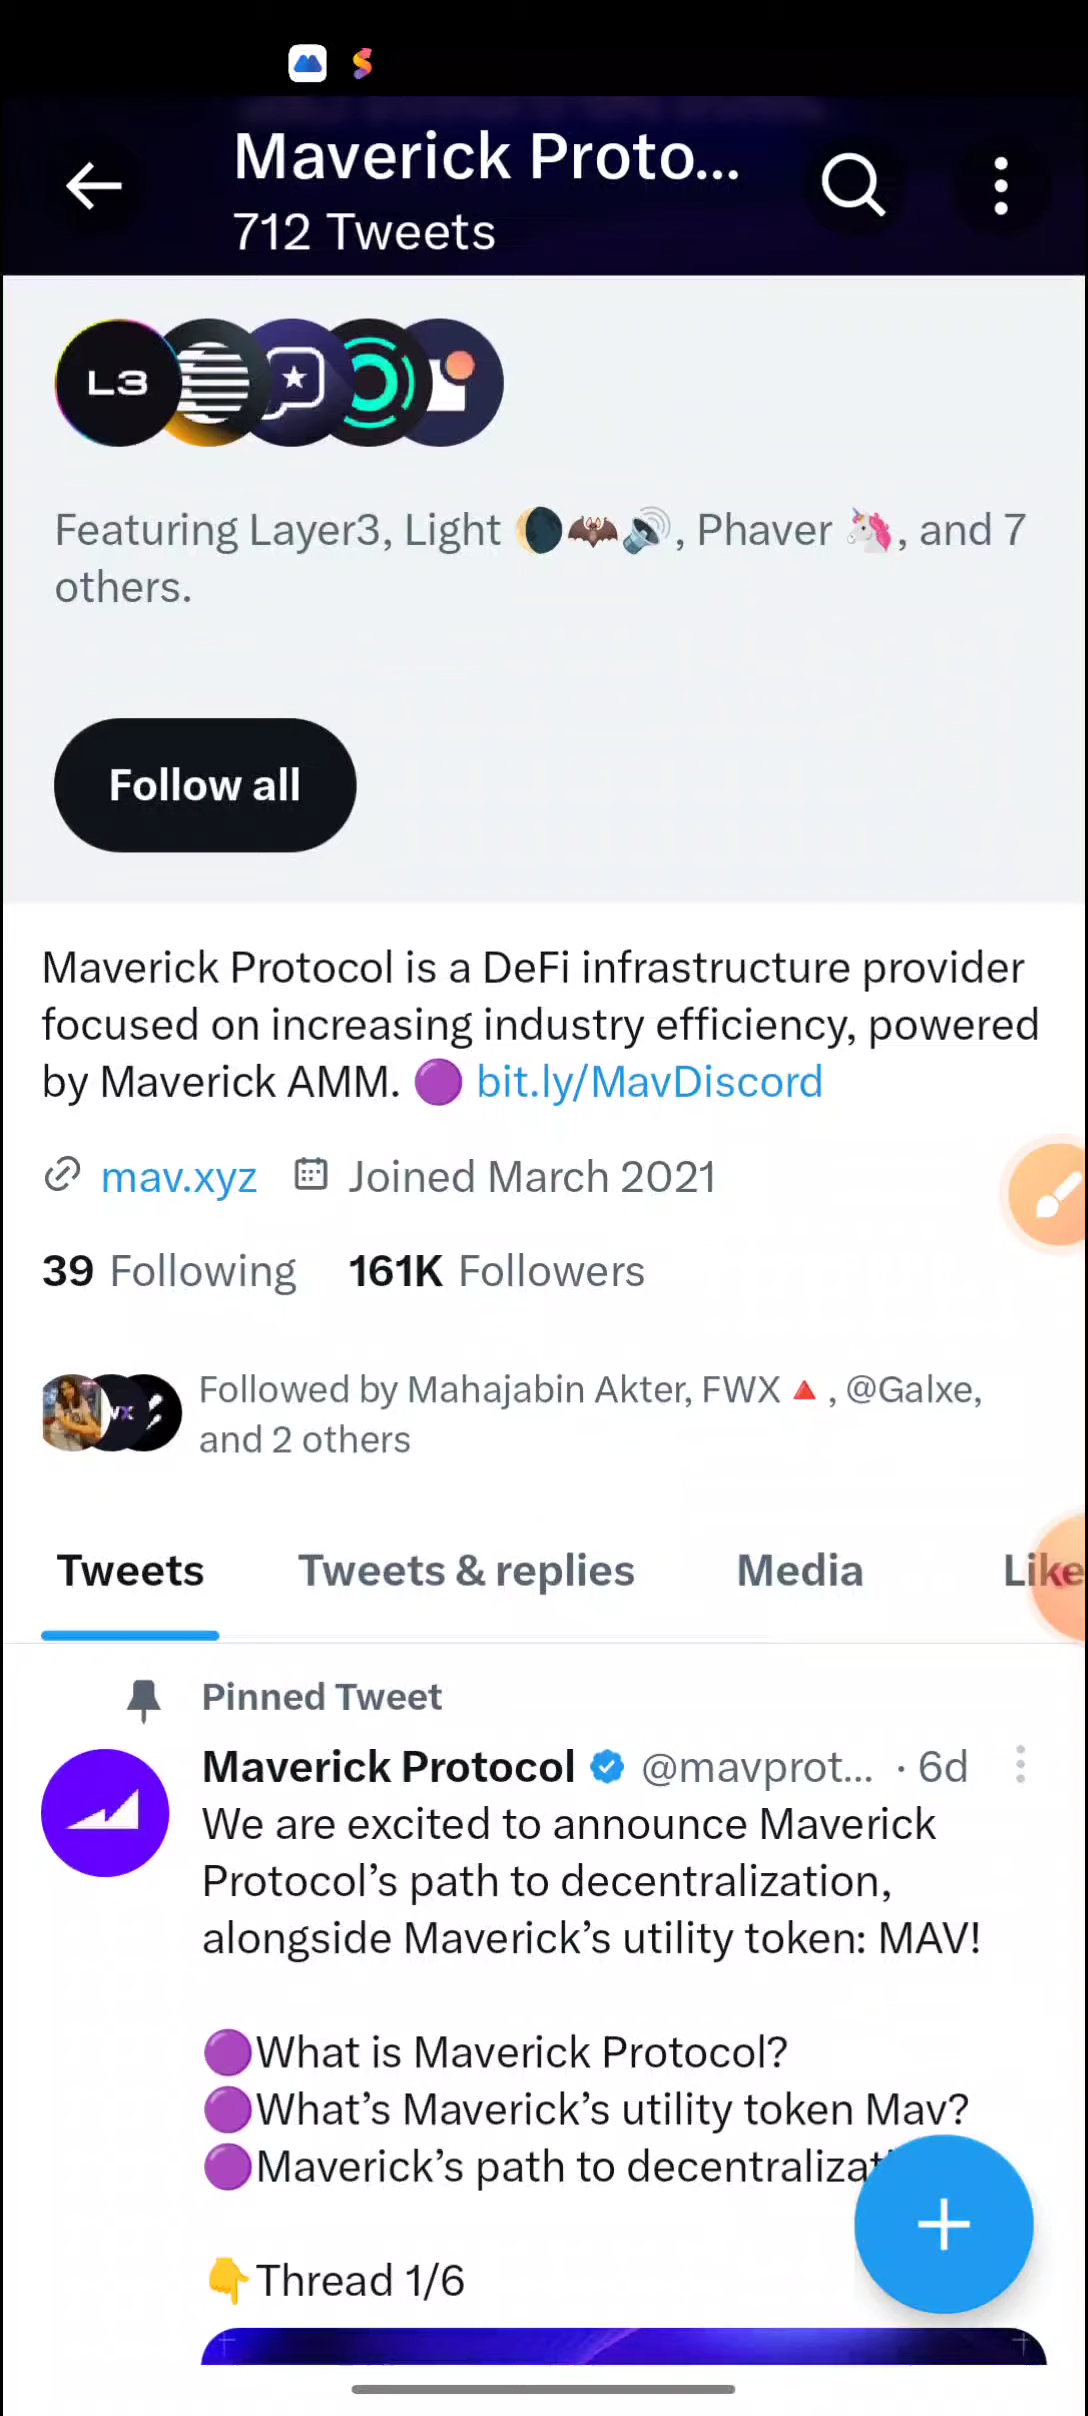 Maverick Proto...
712 Tweets
L3
Featuring Layer3, Light 🌘🦇🔊, Phaver 🦄, and 7
others.
Follow all
Maverick Protocol is a DeFi infrastructure provider
focused on increasing industry efficiency, powered
by Maverick AMM. 🟣 bit.ly/MavDiscord
mav.xyz Joined March 2021
39 Following 161K Followers
Followed by Mahajabin Akter, FWX🔺, @Galxe,
and 2 others
Tweets Tweets & replies Media Like
Pinned Tweet
Maverick Protocol @mavprot... · 6d
We are excited to announce Maverick
Protocol’s path to decentralization,
alongside Maverick’s utility token: MAV!
🟣What is Maverick Protocol?
🟣What’s Maverick’s utility token Mav?
🟣Maverick’s path to decentralizat
👇Thread 1/6